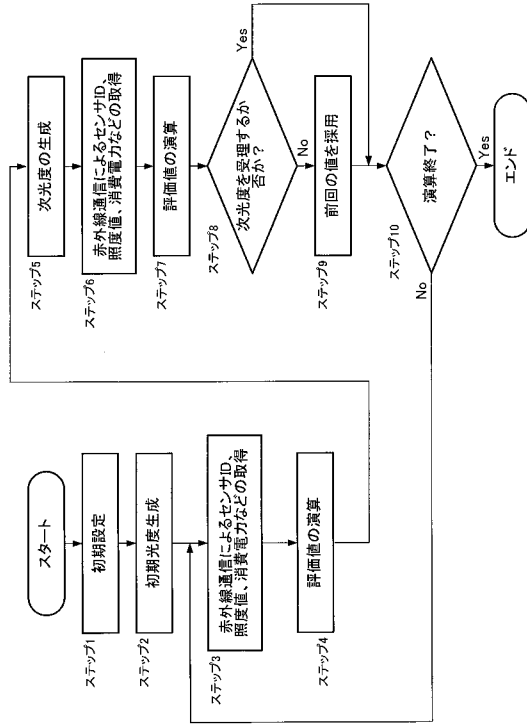 スタート
ステップ1
初期設定
ステップ2
初期光度生成
ステップ3
赤外線通信によるセンサID、
照度値、消費電力などの取得
ステップ4
評価値の演算
ステップ5
次光度の生成
ステップ6
赤外線通信によるセンサID、
照度値、消費電力などの取得
ステップ7
評価値の演算
ステップ8
次光度を受理するか
否か？
Yes
No
ステップ9
前回の値を採用
ステップ10
演算終了？
No
Yes
エンド